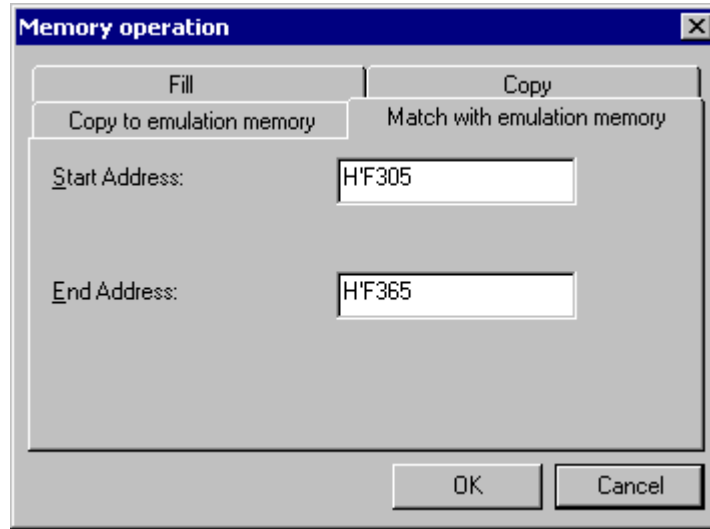 Memory operation
Fill Copy
Copy to emulation memory Match with emulation memory
Start Address: H'F305
End Address: H'F365
OK Cancel